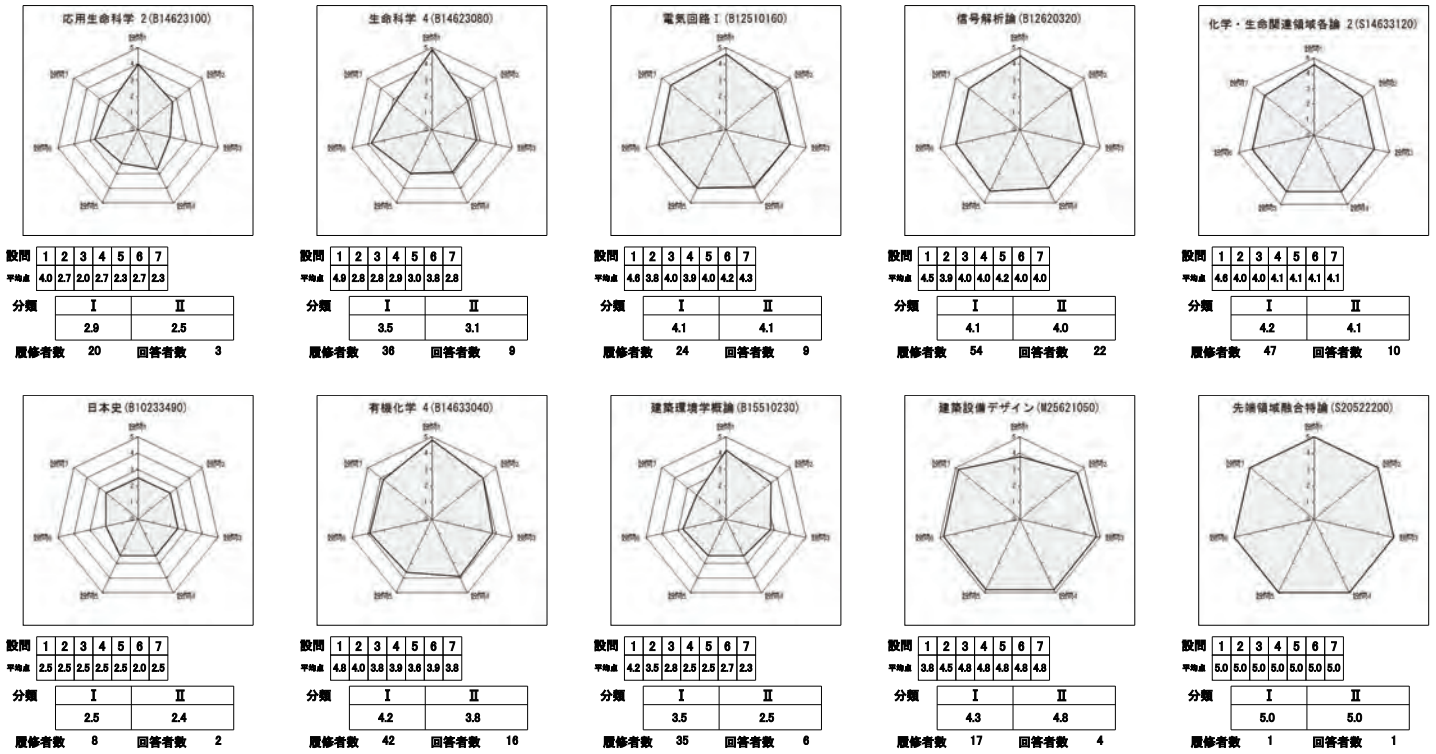 応用生命科学 2(B14623100)
設問 1 2 3 4 5 6 7
平均点 4.0 2.7 2.0 2.7 2.3 2.7 2.3
分類 Ⅰ Ⅱ
2.9 2.5
履修者数 20 回答者数 3
生命科学 4(B14623080)
設問 1 2 3 4 5 6 7
平均点 4.9 2.8 2.8 2.9 3.0 3.8 2.8
分類 Ⅰ Ⅱ
3.5 3.1
履修者数 36 回答者数 9
電気回路Ⅰ(B12510160)
設問 1 2 3 4 5 6 7
平均点 4.6 3.8 4.0 3.9 4.0 4.2 4.3
分類 Ⅰ Ⅱ
4.1 4.1
履修者数 24 回答者数 9
信号解析論(B12620320)
設問 1 2 3 4 5 6 7
平均点 4.5 3.9 4.0 4.0 4.2 4.0 4.0
分類 Ⅰ Ⅱ
4.1 4.0
履修者数 54 回答者数 22
化学・生命関連領域各論 2(S14633120)
設問 1 2 3 4 5 6 7
平均点 4.6 4.0 4.0 4.1 4.1 4.1 4.1
分類 Ⅰ Ⅱ
4.2 4.1
履修者数 47 回答者数 10
日本史(B10233490)
設問 1 2 3 4 5 6 7
平均点 2.5 2.5 2.5 2.5 2.5 2.0 2.5
分類 Ⅰ Ⅱ
2.5 2.4
履修者数 8 回答者数 2
有機化学 4(B14633040)
設問 1 2 3 4 5 6 7
平均点 4.8 4.0 3.8 3.9 3.6 3.9 3.8
分類 Ⅰ Ⅱ
4.2 3.8
履修者数 42 回答者数 16
建築環境学概論(B15510230)
設問 1 2 3 4 5 6 7
平均点 4.2 3.5 2.8 2.5 2.5 2.7 2.3
分類 Ⅰ Ⅱ
3.5 2.5
履修者数 35 回答者数 6
建築設備デザイン(M25621050)
設問 1 2 3 4 5 6 7
平均点 3.8 4.5 4.8 4.8 4.8 4.8 4.8
分類 Ⅰ Ⅱ
4.3 4.8
履修者数 17 回答者数 4
先端領域融合特論(S20522200)
設問 1 2 3 4 5 6 7
平均点 5.0 5.0 5.0 5.0 5.0 5.0 5.0
分類 Ⅰ Ⅱ
5.0 5.0
履修者数 1 回答者数 1